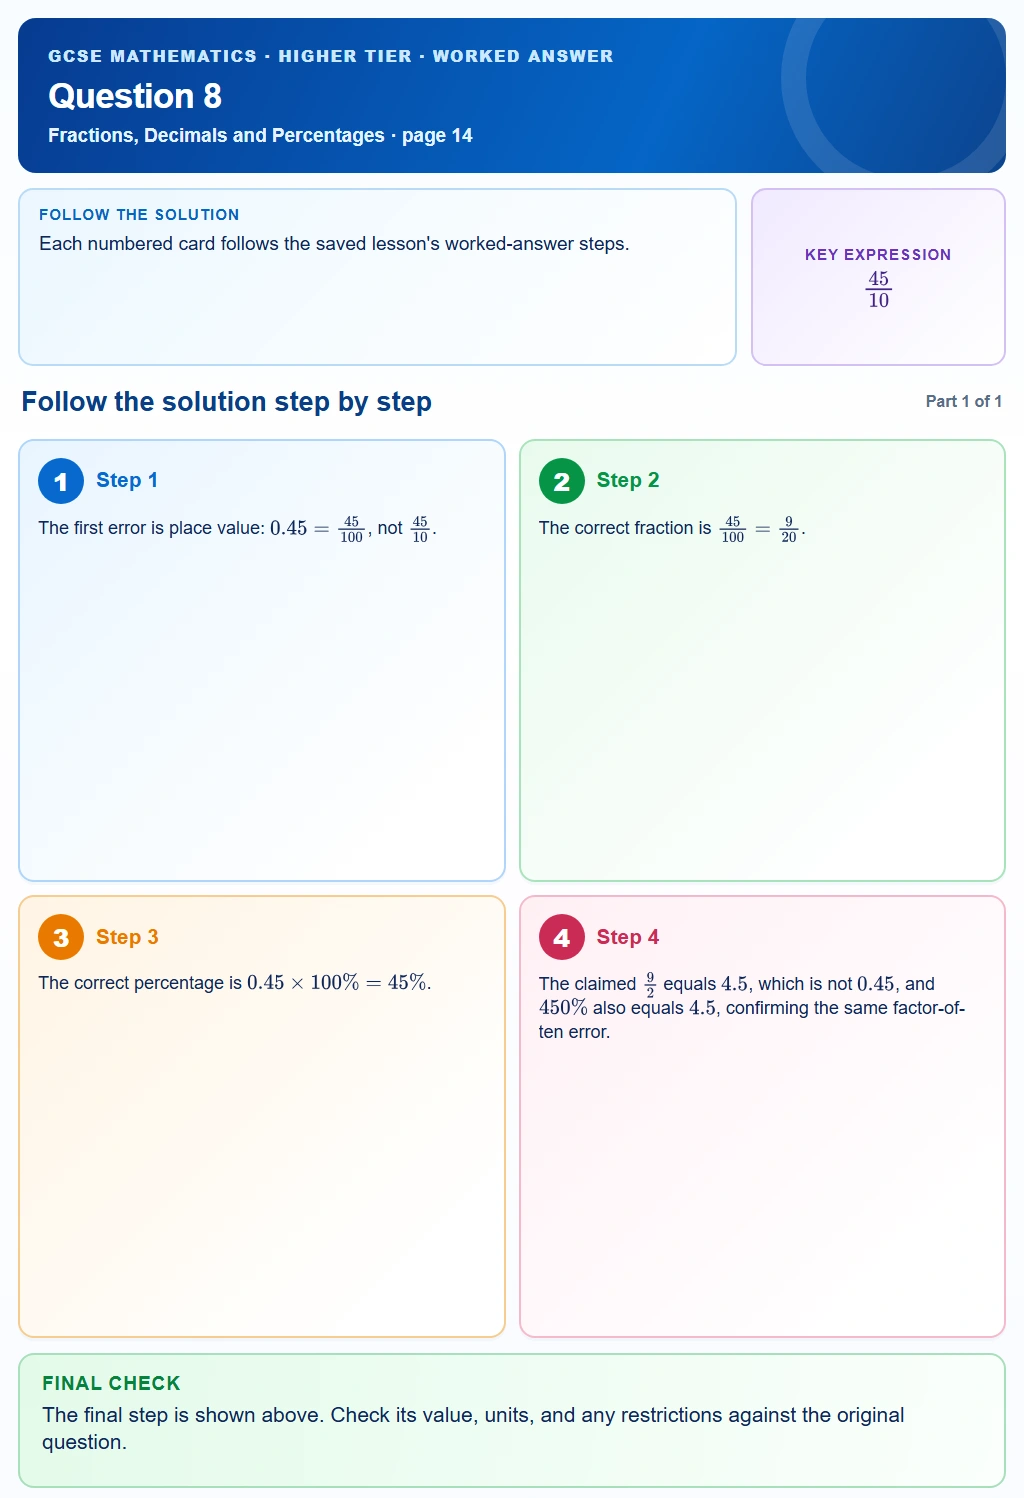 GCSE MATHEMATICS · HIGHER TIER · WORKED ANSWER
Question 8
Fractions, Decimals and Percentages · page 14
FOLLOW THE SOLUTION
Each numbered card follows the saved lesson's worked-answer steps.
KEY EXPRESSION
45/10
Follow the solution step by step
Part 1 of 1
1 Step 1
The first error is place value: 0.45 = 45/100, not 45/10.
2 Step 2
The correct fraction is 45/100 = 9/20.
3 Step 3
The correct percentage is 0.45 × 100% = 45%.
4 Step 4
The claimed 9/2 equals 4.5, which is not 0.45, and
450% also equals 4.5, confirming the same factor-of-
ten error.
FINAL CHECK
The final step is shown above. Check its value, units, and any restrictions against the original
question.